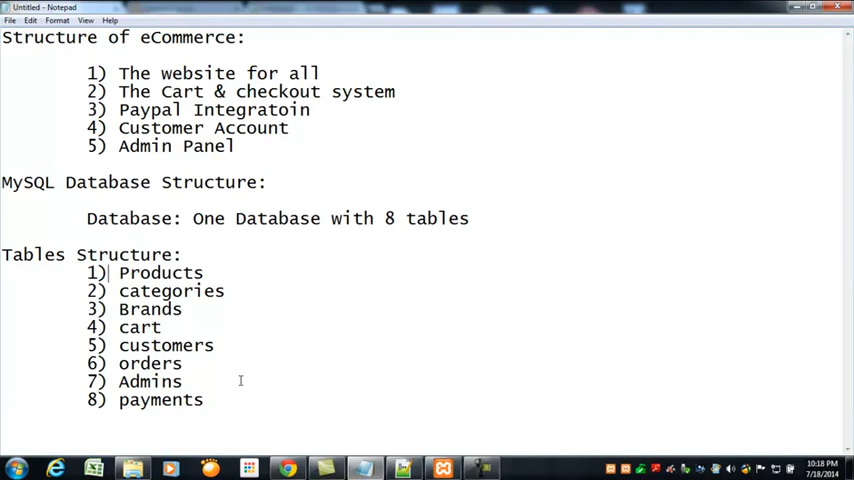 Untitled - Notepad
File Edit Format View Help
Structure of eCommerce:
1) The website for all
2) The Cart & checkout system
3) Paypal Integratoin
4) Customer Account
5) Admin Panel
MySQL Database Structure:
Database: One Database with 8 tables
Tables Structure:
1) Products
2) categories
3) Brands
4) cart
5) customers
6) orders
7) Admins
8) payments
10:18 PM
7/18/2014